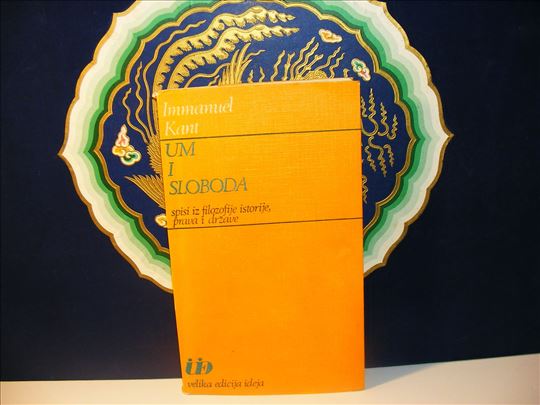 Immanuel
Kant
UM
I
SLOBODA
spisi iz filozofije istorije,
prava i države
velika edicija ideja